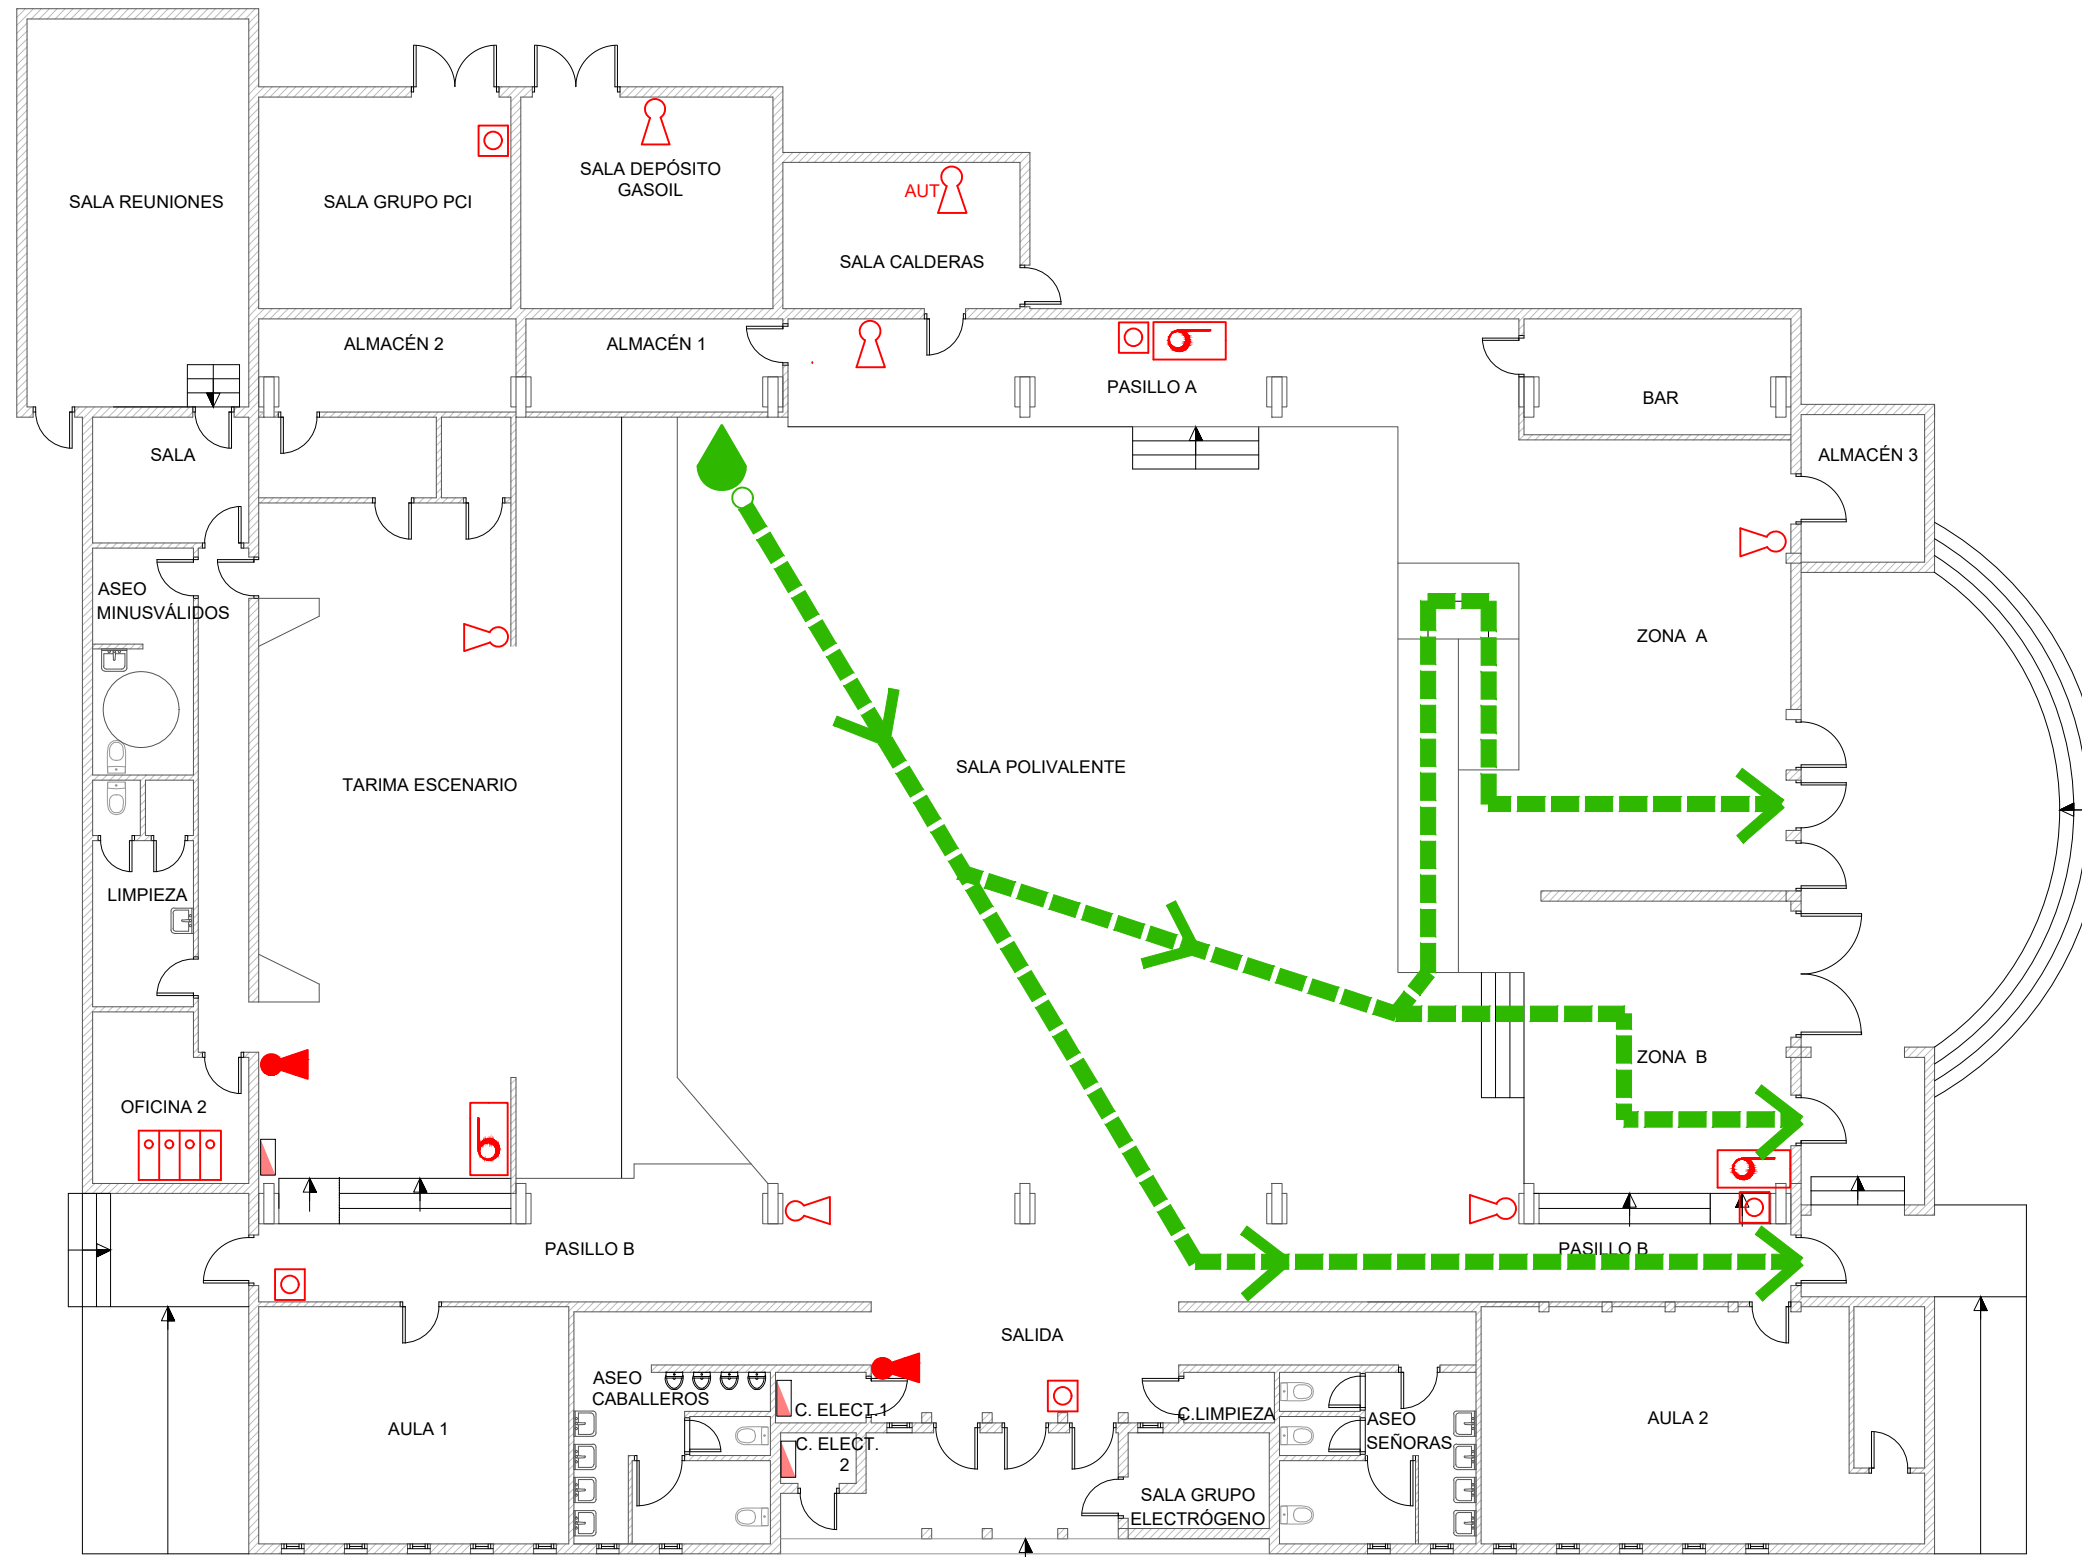 SALA REUNIONES
SALA GRUPO PCI
SALA DEPÓSITO
GASOIL
AUT
SALA CALDERAS
ALMACÉN 2
ALMACÉN 1
PASILLO A
BAR
SALA
ALMACÉN 3
ASEO
MINUSVÁLIDOS
ZONA A
TARIMA ESCENARIO
SALA POLIVALENTE
LIMPIEZA
ZONA B
OFICINA 2
PASILLO B
PASILLO B
SALIDA
ASEO
CABALLEROS
C. ELECT.1
C. ELECT.
2
C.LIMPIEZA
ASEO
SEÑORAS
AULA 1
AULA 2
SALA GRUPO
ELECTRÓGENO